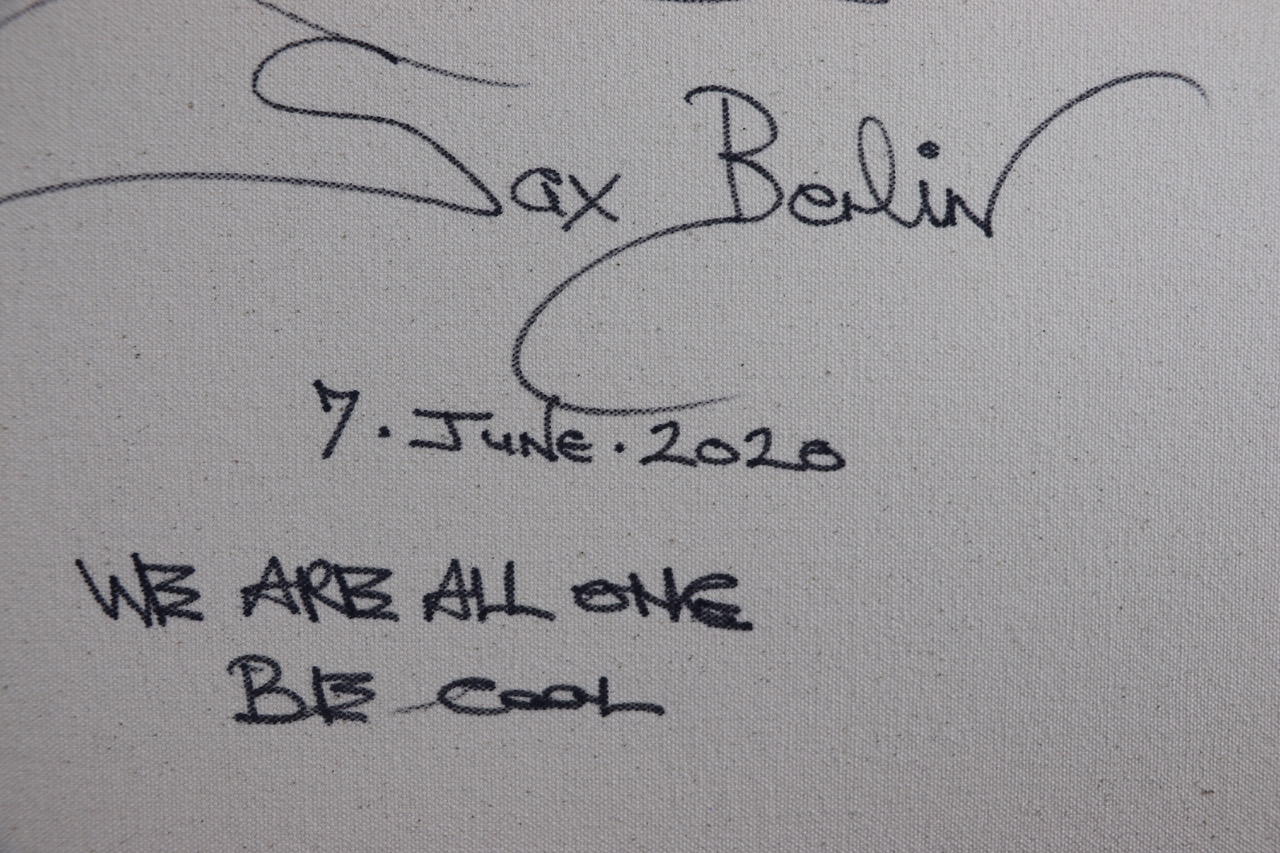 Sax Berlin
7. June. 2020
WE ARE ALL ONE
BE COOL